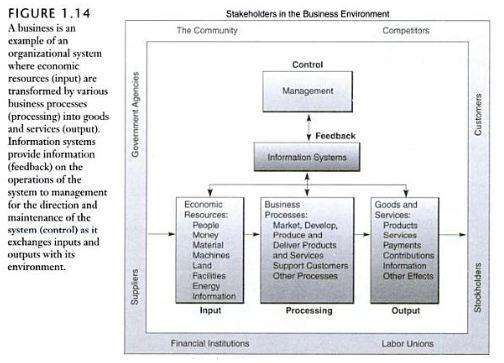 FIGURE 1.14
A business is an
example of an
organizational system
where economic
resources (input) are
transformed by various
business processes
(processing) into goods
and services (output).
Information systems
provide information
(feedback) on the
operations of the
system to management
for the direction and
maintenance of the
system (control) as it
exchanges inputs and
outputs with its
environment.
Stakeholders in the Business Environment
The Community
Competitors
Government Agencies
Customers
Control
Management
Feedback
Information Systems
Economic
Resources:
People
Money
Material
Machines
Land
Facilities
Energy
Information
Input
Business
Processes:
Market, Develop,
Produce and
Deliver Products
and Services
Support Customers
Other Processes
Processing
Goods and
Services:
Products
Services
Payments
Contributions
Information
Other Effects
Output
Suppliers
Stockholders
Financial Institutions
Labor Unions